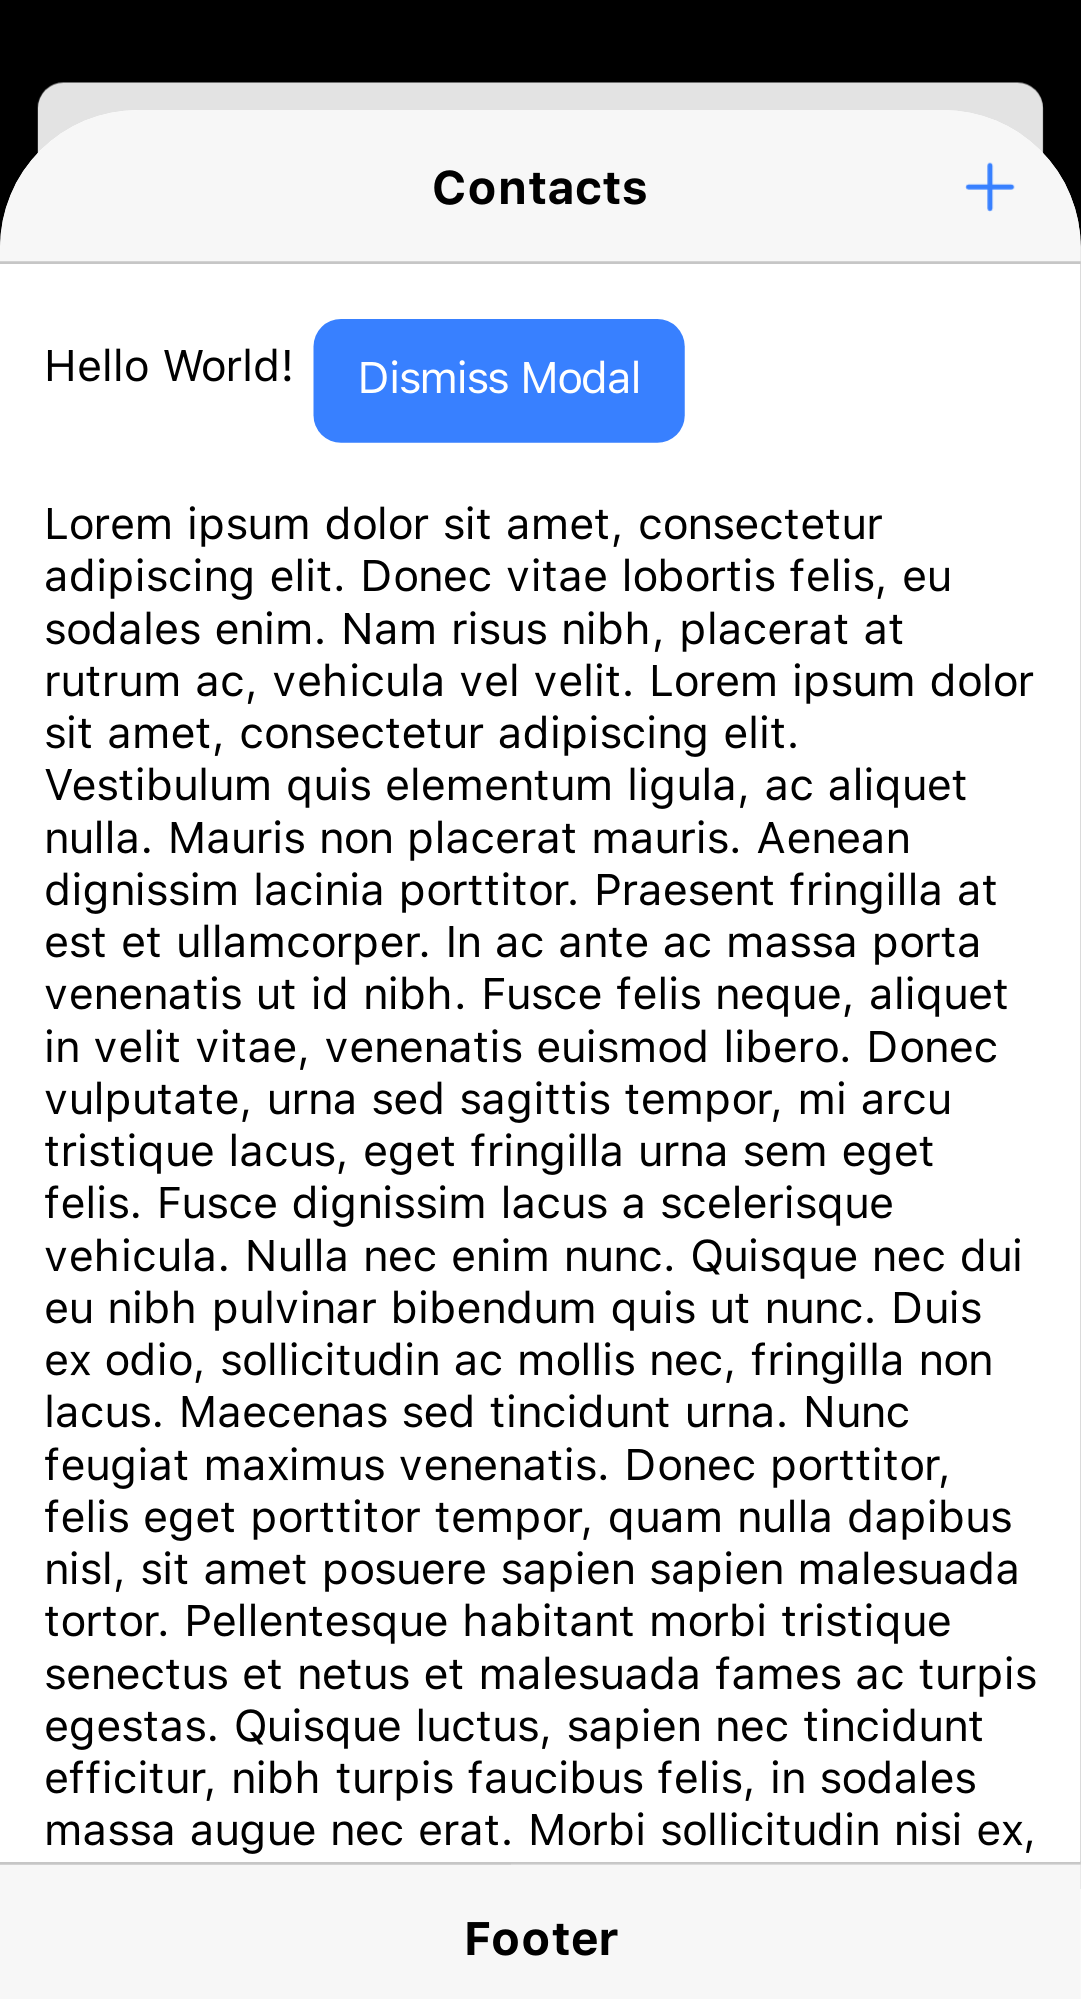 Contacts
Hello World! Dismiss Modal
Lorem ipsum dolor sit amet, consectetur
adipiscing elit. Donec vitae lobortis felis, eu
sodales enim. Nam risus nibh, placerat at
rutrum ac, vehicula vel velit. Lorem ipsum dolor
sit amet, consectetur adipiscing elit.
Vestibulum quis elementum ligula, ac aliquet
nulla. Mauris non placerat mauris. Aenean
dignissim lacinia porttitor. Praesent fringilla at
est et ullamcorper. In ac ante ac massa porta
venenatis ut id nibh. Fusce felis neque, aliquet
in velit vitae, venenatis euismod libero. Donec
vulputate, urna sed sagittis tempor, mi arcu
tristique lacus, eget fringilla urna sem eget
felis. Fusce dignissim lacus a scelerisque
vehicula. Nulla nec enim nunc. Quisque nec dui
eu nibh pulvinar bibendum quis ut nunc. Duis
ex odio, sollicitudin ac mollis nec, fringilla non
lacus. Maecenas sed tincidunt urna. Nunc
feugiat maximus venenatis. Donec porttitor,
felis eget porttitor tempor, quam nulla dapibus
nisl, sit amet posuere sapien sapien malesuada
tortor. Pellentesque habitant morbi tristique
senectus et netus et malesuada fames ac turpis
egestas. Quisque luctus, sapien nec tincidunt
efficitur, nibh turpis faucibus felis, in sodales
massa augue nec erat. Morbi sollicitudin nisi ex,
Footer